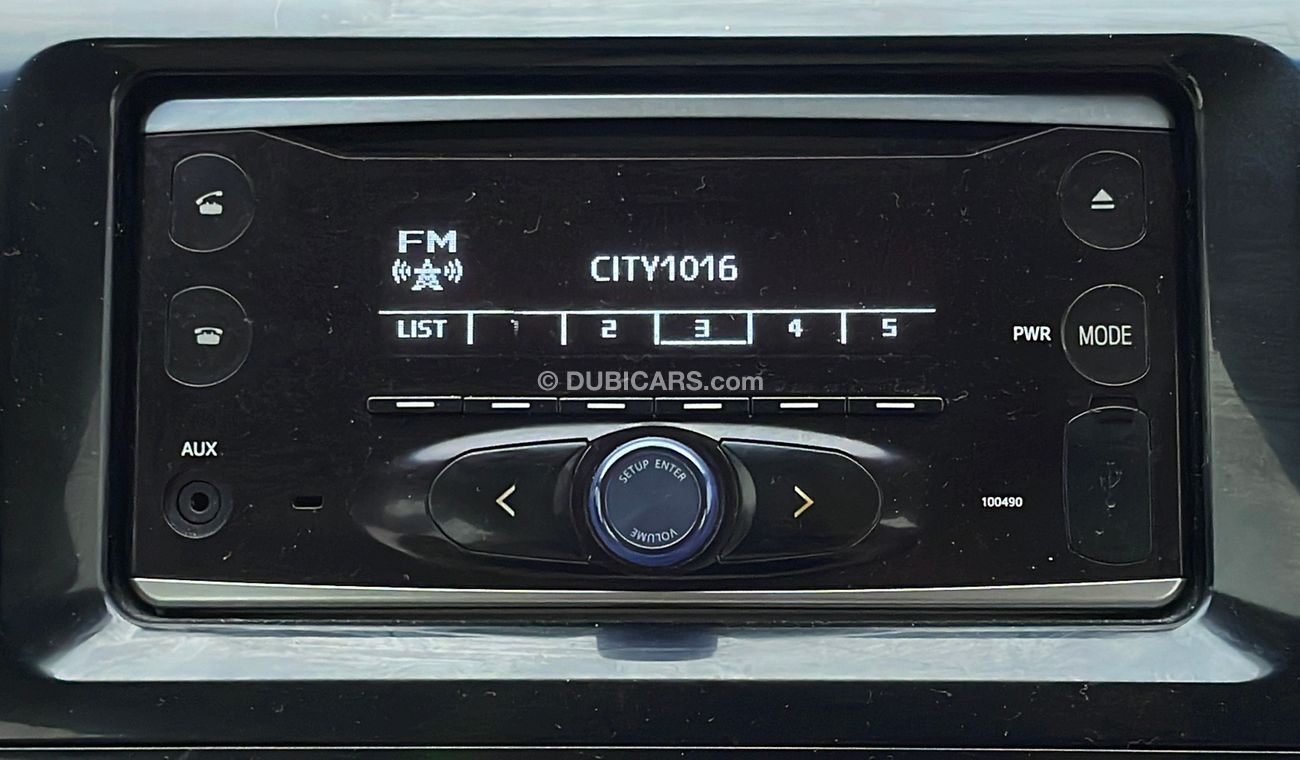 FM
CITY1016
LIST 1 2 3 4 5
PWR MODE
© DUBICARS.com
AUX
SETUP ENTER
VOLUME
100490